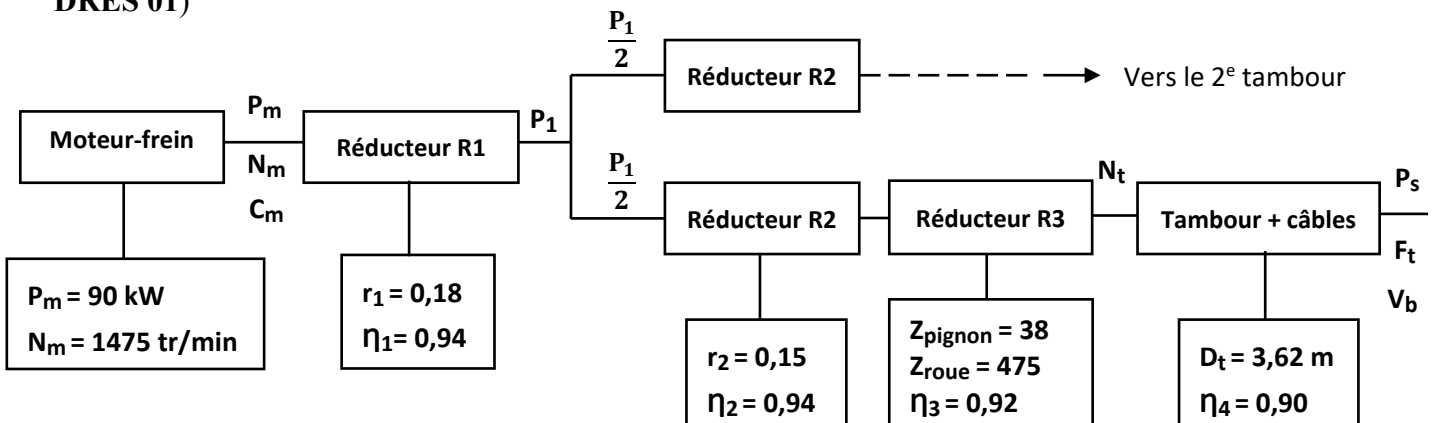 DRES 01)
P₁
2
Réducteur R2
Vers le 2ᵉ tambour
Moteur-frein
Pₘ
Nₘ
Cₘ
Réducteur R1
P₁
P₁
2
Réducteur R2
Réducteur R3
Nₜ
Tambour + câbles
Pₛ
Fₜ
V_b
Pₘ = 90 kW
Nₘ = 1475 tr/min
r₁ = 0,18
η₁= 0,94
r₂ = 0,15
η₂ = 0,94
Z_pignon = 38
Z_roue = 475
η₃ = 0,92
Dₜ = 3,62 m
η₄ = 0,90